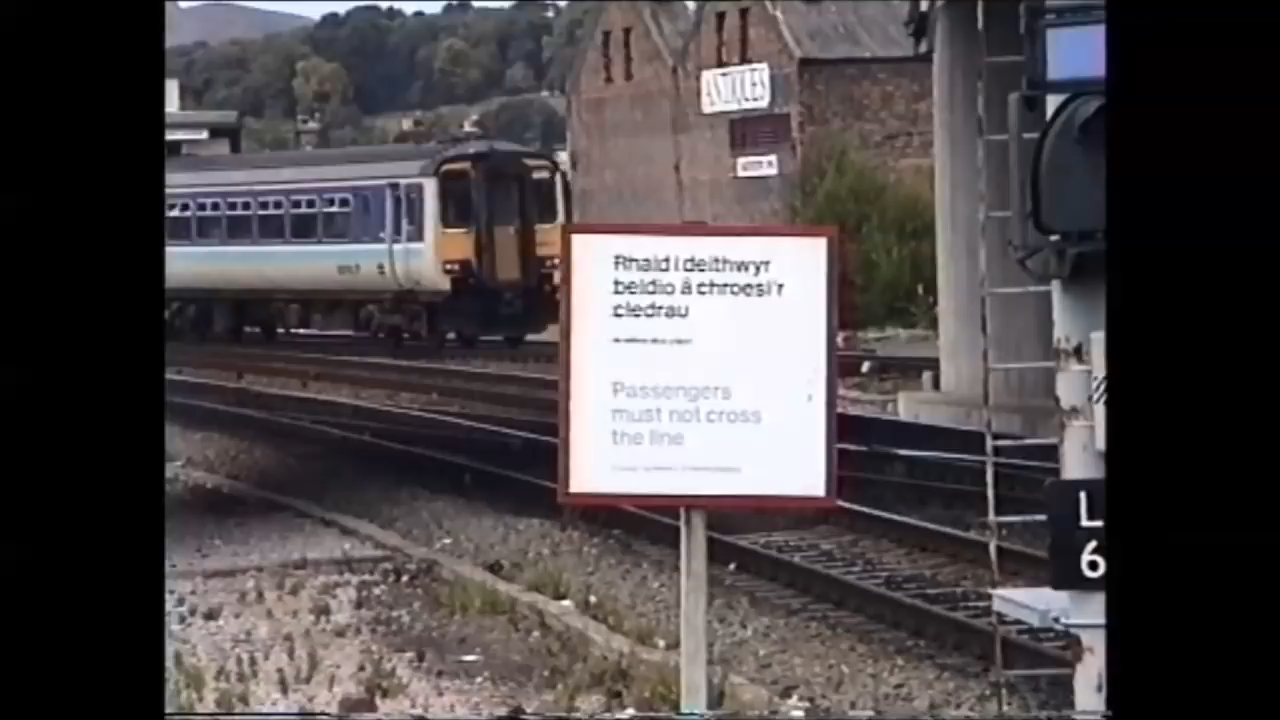 ANTIQUES
Rhaid i deithwyr
beidio â chroesi'r
cledrau
Passengers
must not cross
the line
L
6